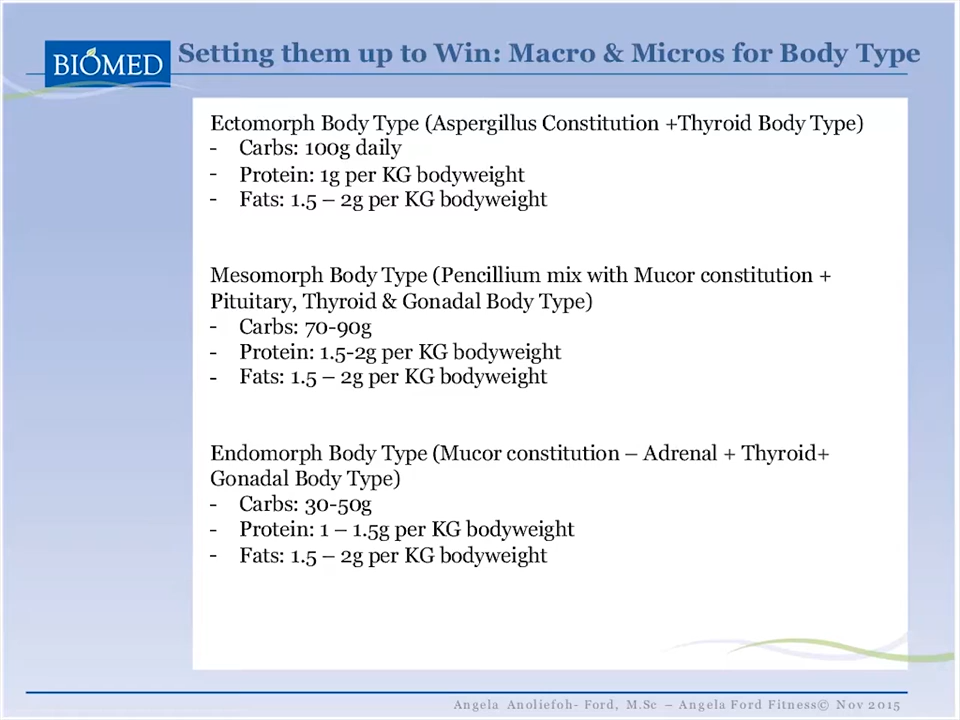 BIOMED Setting them up to Win: Macro & Micros for Body Type
Ectomorph Body Type (Aspergillus Constitution +Thyroid Body Type)
- Carbs: 100g daily
- Protein: 1g per KG bodyweight
- Fats: 1.5 – 2g per KG bodyweight
Mesomorph Body Type (Pencillium mix with Mucor constitution +
Pituitary, Thyroid & Gonadal Body Type)
- Carbs: 70-90g
- Protein: 1.5-2g per KG bodyweight
- Fats: 1.5 – 2g per KG bodyweight
Endomorph Body Type (Mucor constitution – Adrenal + Thyroid+
Gonadal Body Type)
- Carbs: 30-50g
- Protein: 1 – 1.5g per KG bodyweight
- Fats: 1.5 – 2g per KG bodyweight
Angela Anoliefoh- Ford, M.Sc – Angela Ford Fitness© Nov 2015